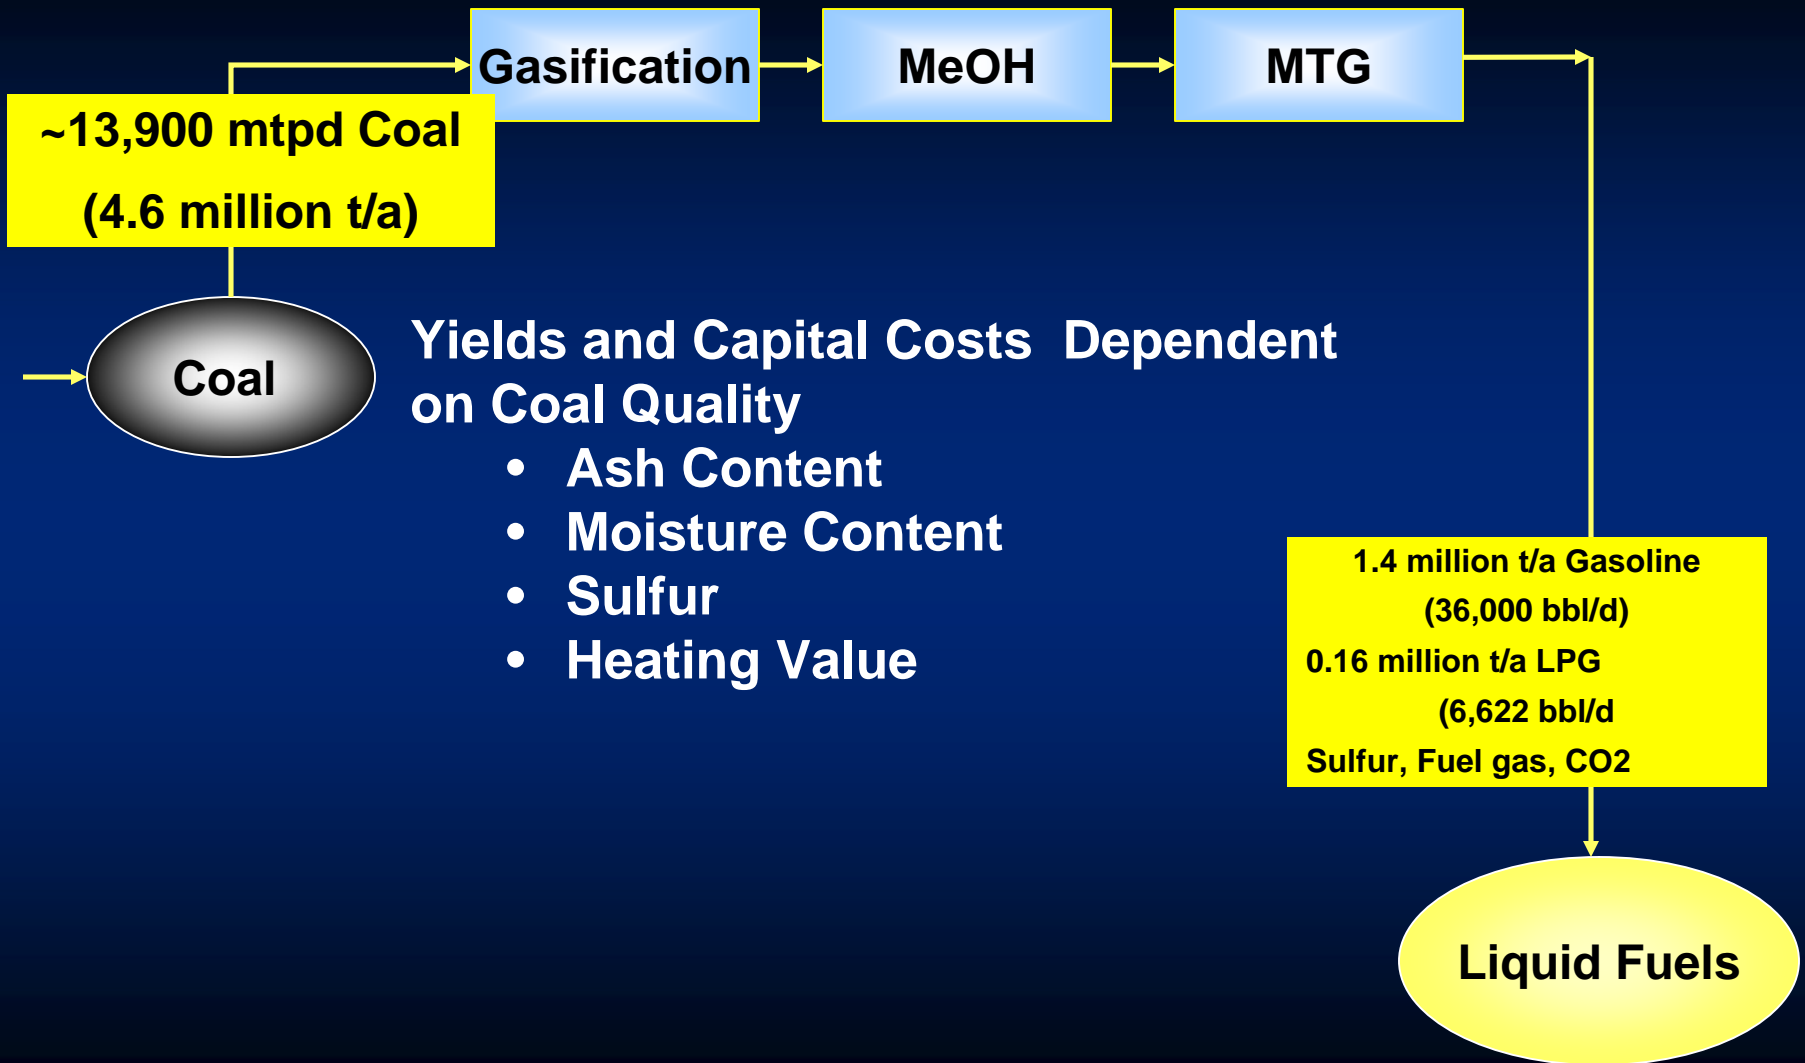 Gasification
MeOH
MTG
~13,900 mtpd Coal
(4.6 million t/a)
Coal
Yields and Capital Costs  Dependent
on Coal Quality
• Ash Content
• Moisture Content
• Sulfur
• Heating Value
1.4 million t/a Gasoline
(36,000 bbl/d)
0.16 million t/a LPG
(6,622 bbl/d
Sulfur, Fuel gas, CO2
Liquid Fuels